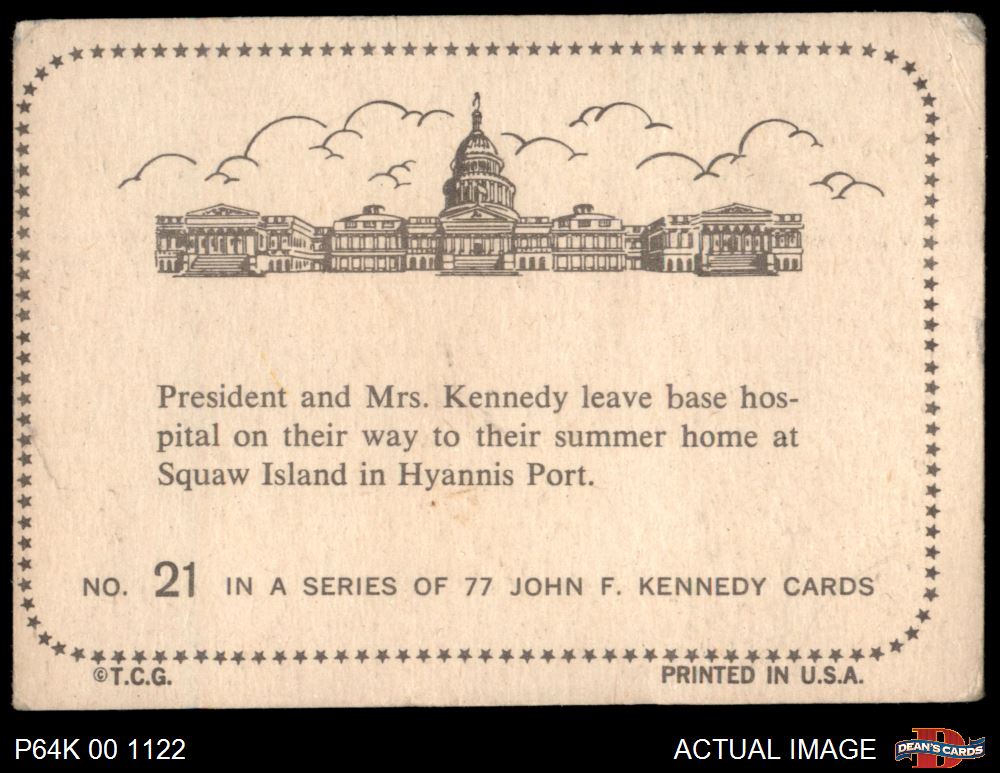 President and Mrs. Kennedy leave base hos-
pital on their way to their summer home at
Squaw Island in Hyannis Port.
NO. 21 IN A SERIES OF 77 JOHN F. KENNEDY CARDS
©T.C.G.
PRINTED IN U.S.A.
P64K 00 1122
ACTUAL IMAGE
D
DEAN'S CARDS